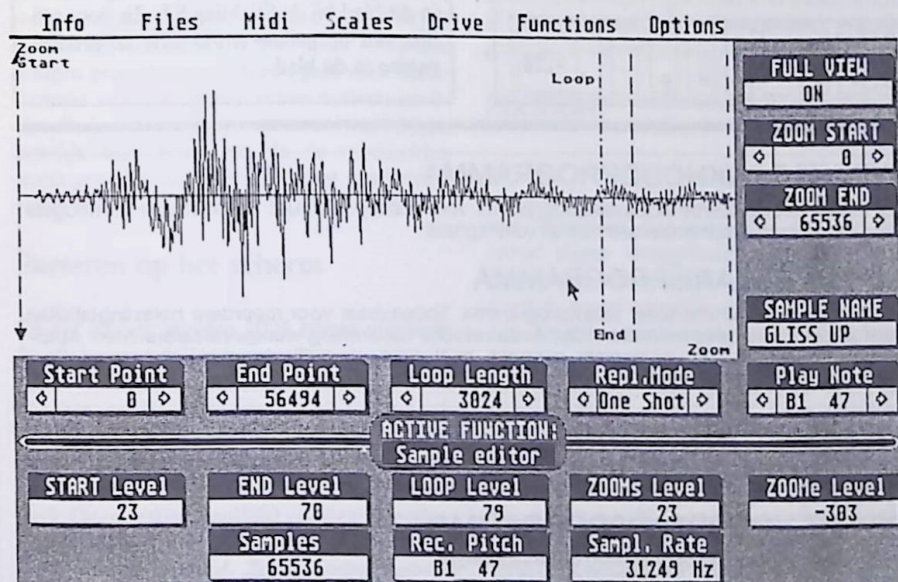 Info Files Midi Scales Drive Functions Options
Zoom
Start
Loop
End
Zoom
FULL VIEW
ON
ZOOM START
0
ZOOM END
65536
SAMPLE NAME
GLISS UP
Start Point End Point Loop Length Repl.Mode Play Note
0 56494 3024 One Shot B1 47
ACTIVE FUNCTION:
Sample editor
START Level END Level LOOP Level ZOOMs Level ZOOMe Level
23 70 79 23 -303
Samples Rec. Pitch Sampl. Rate
65536 B1 47 31249 Hz